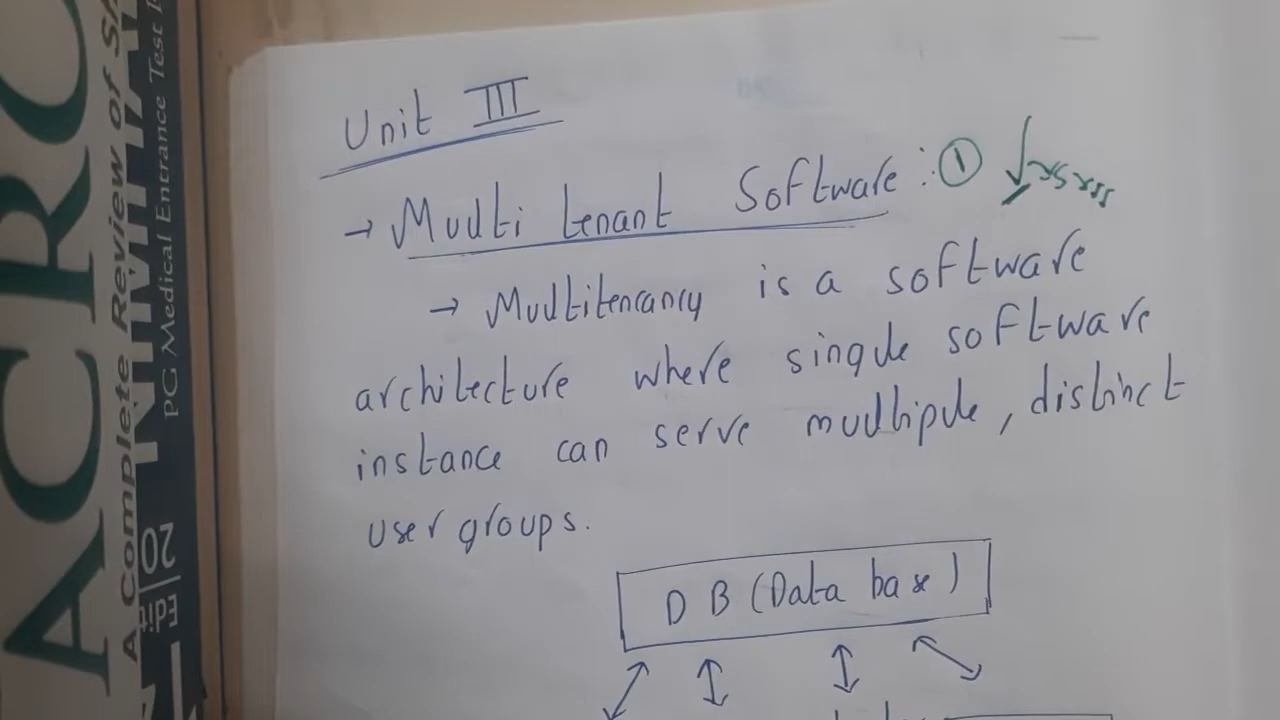 Unit III
→ Multi tenant Software : ①
→ Multitenancy is a software
architecture where single software
instance can serve multiple, distinct
user groups.
D B (Data base)
ACRO
A Complete Review of
PG Medical Entrance Test
20
Editi